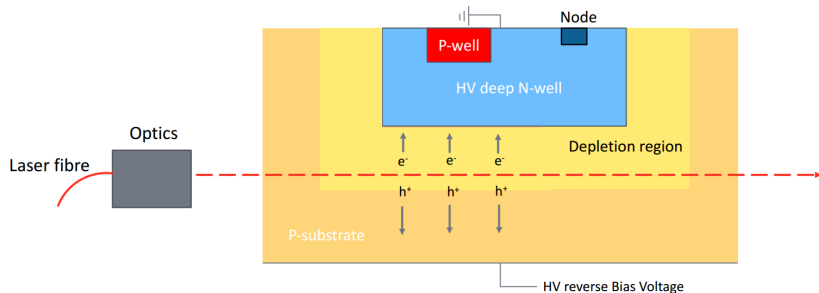 Node
P-well
HV deep N-well
Optics
Laser fibre
Depletion region
e- e- e-
h+ h+ h+
P-substrate
HV reverse Bias Voltage